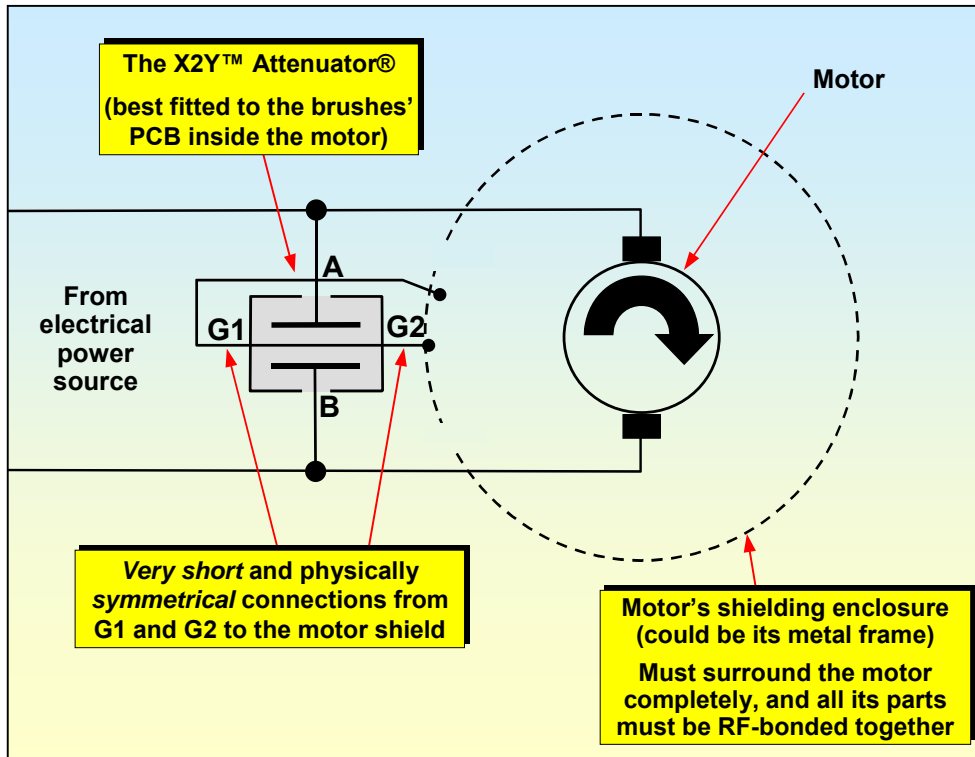 The X2Y™ Attenuator®
(best fitted to the brushes’
PCB inside the motor)
Motor
A
From
electrical
power
source
G1
G2
B
Very short and physically
symmetrical connections from
G1 and G2 to the motor shield
Motor’s shielding enclosure
(could be its metal frame)
Must surround the motor
completely, and all its parts
must be RF-bonded together